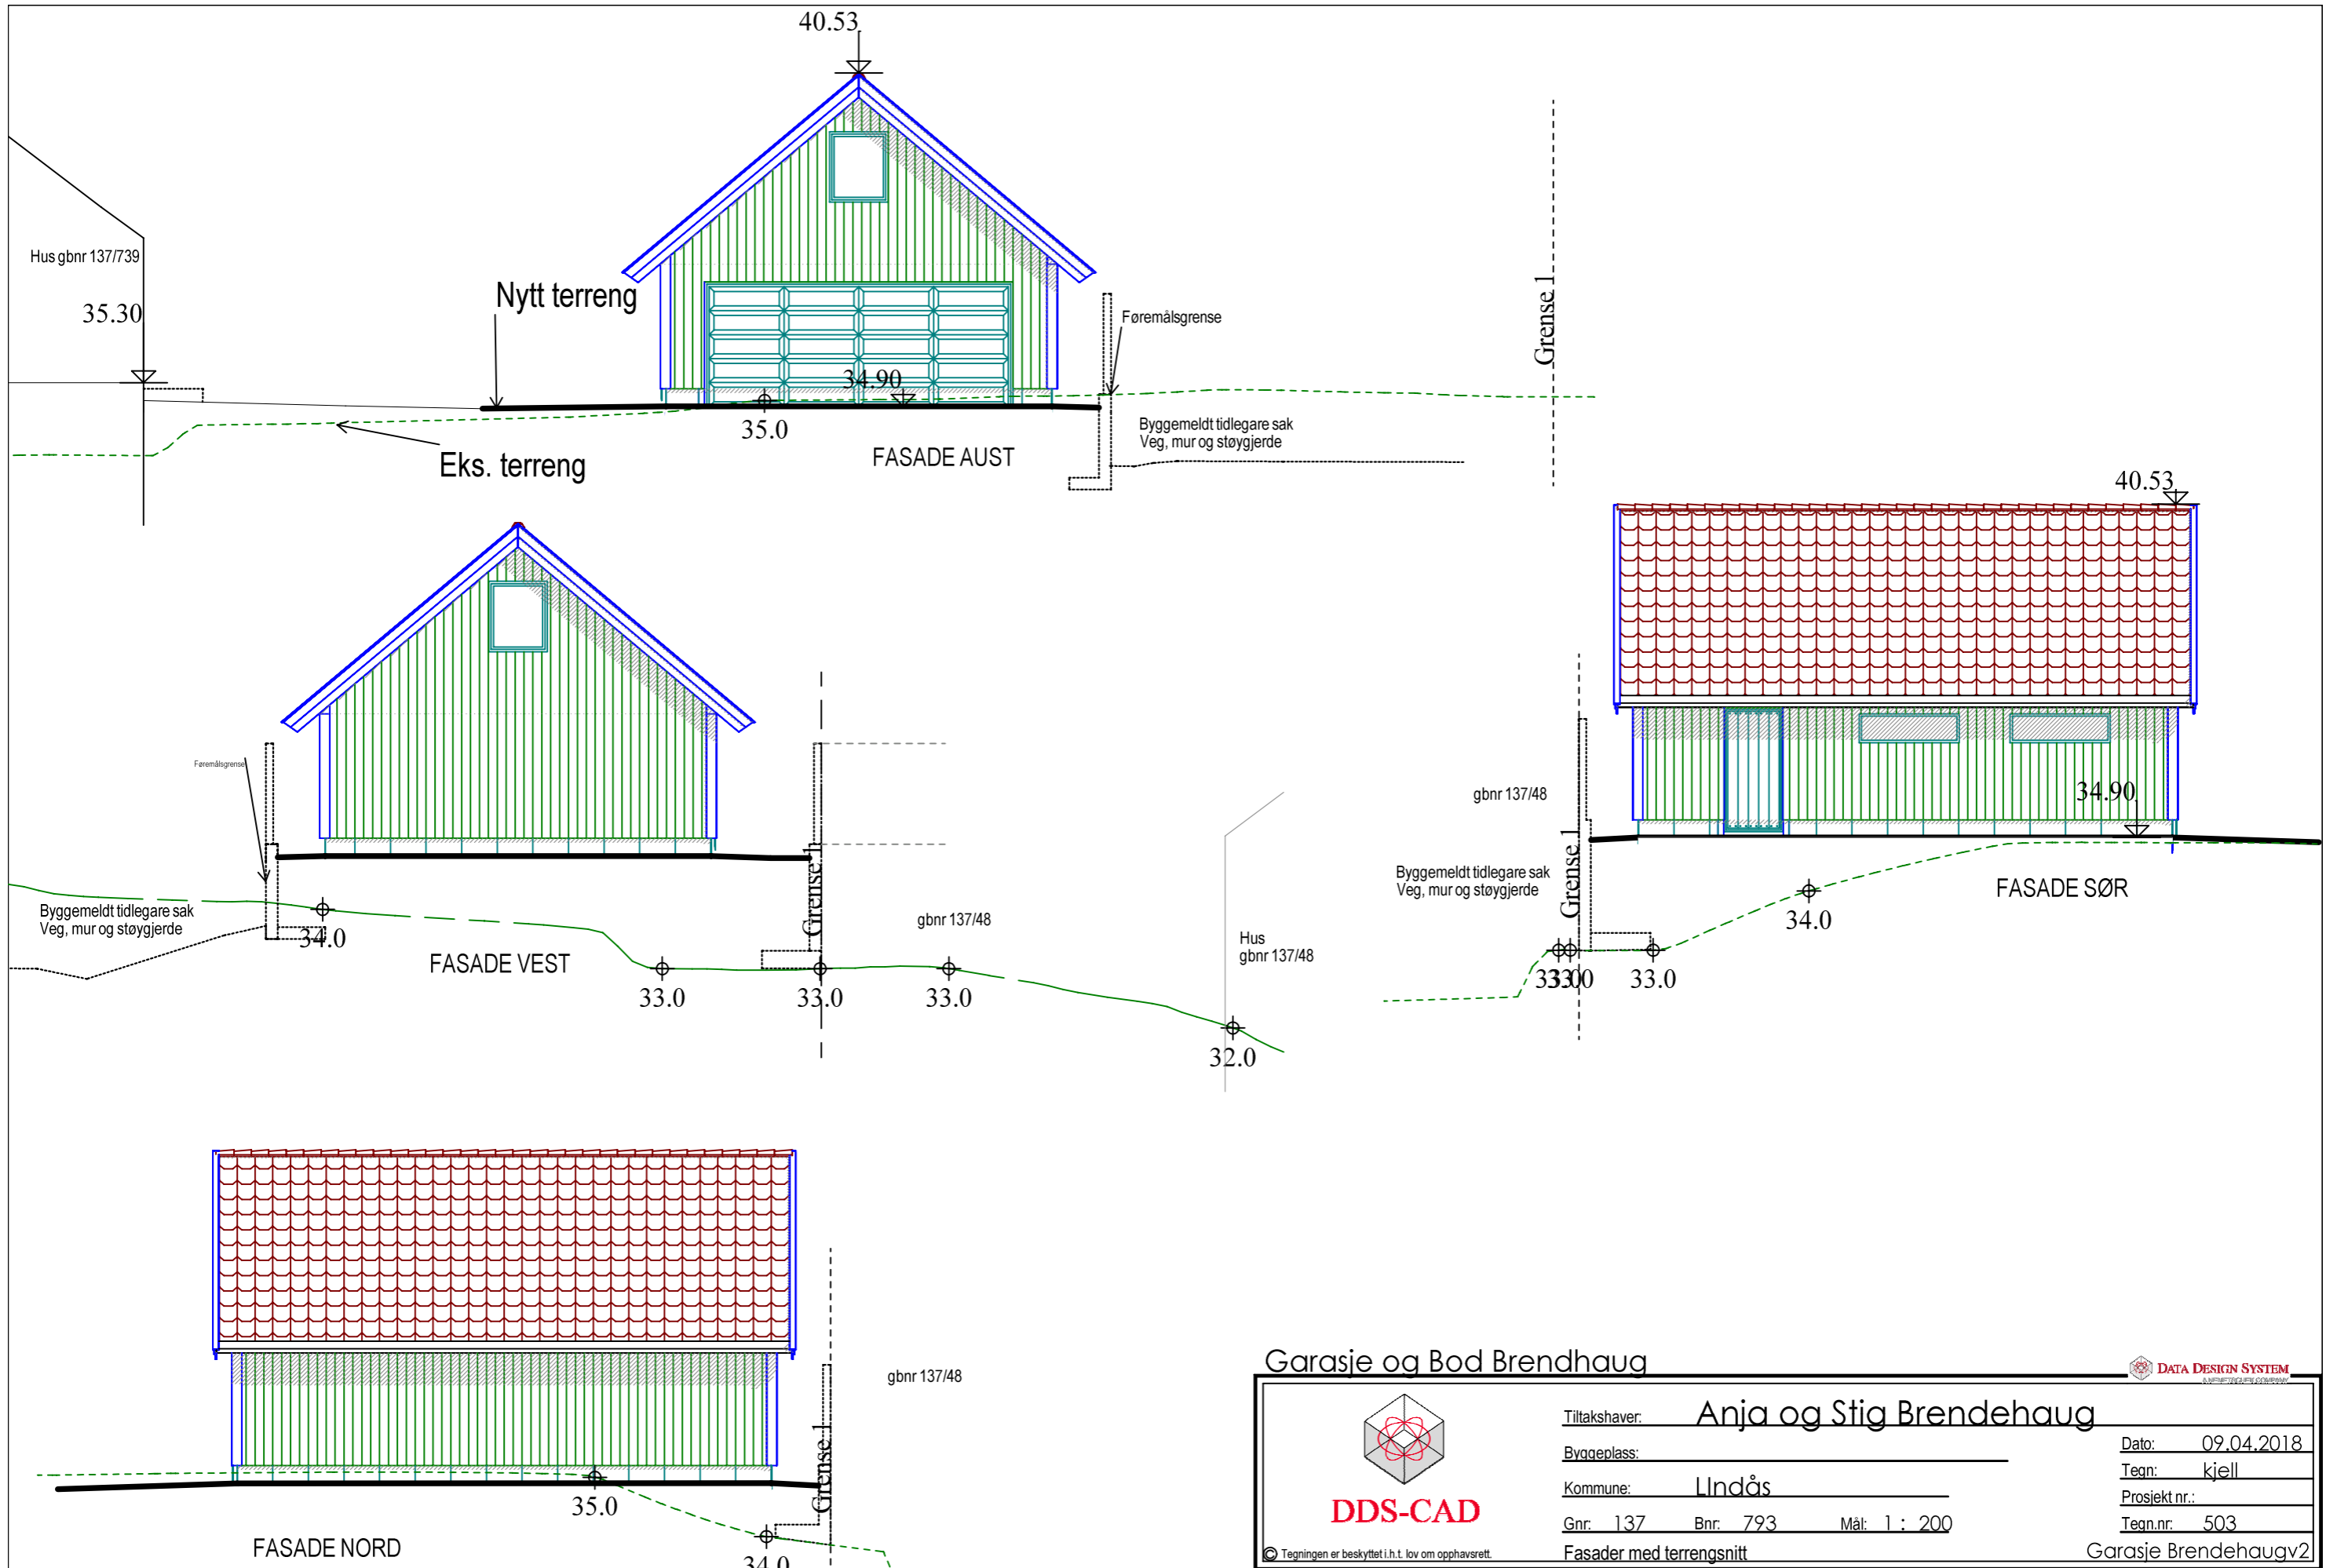 40.53
Hus gbnr 137/739
35.30
Nytt terreng
Føremålsgrense
Grense 1
34.90
35.0
Eks. terreng
FASADE AUST
Byggemeldt tidlegare sak
Veg, mur og støygjerde
40.53
Føremålsgrense
Byggemeldt tidlegare sak
Veg, mur og støygjerde
34.0
FASADE VEST
Grense 1
gbnr 137/48
33.0
33.0
33.0
Hus
gbnr 137/48
32.0
gbnr 137/48
34.90
Byggemeldt tidlegare sak
Veg, mur og støygjerde
Grense 1
FASADE SØR
34.0
33.0
gbnr 137/48
Grense 1
35.0
FASADE NORD
34.0
Garasje og Bod Brendhaug
DATA DESIGN SYSTEM
A NEMETSCHEK COMPANY
DDS-CAD
© Tegningen er beskyttet i.h.t. lov om opphavsrett.
Tiltakshaver: Anja og Stig Brendehaug
Byggeplass:
Kommune: LIndås
Gnr: 137 Bnr: 793 Mål: 1 : 200
Fasader med terrengsnitt
Dato: 09.04.2018
Tegn: kjell
Prosjekt nr.:
Tegn.nr: 503
Garasje Brendehaugv2